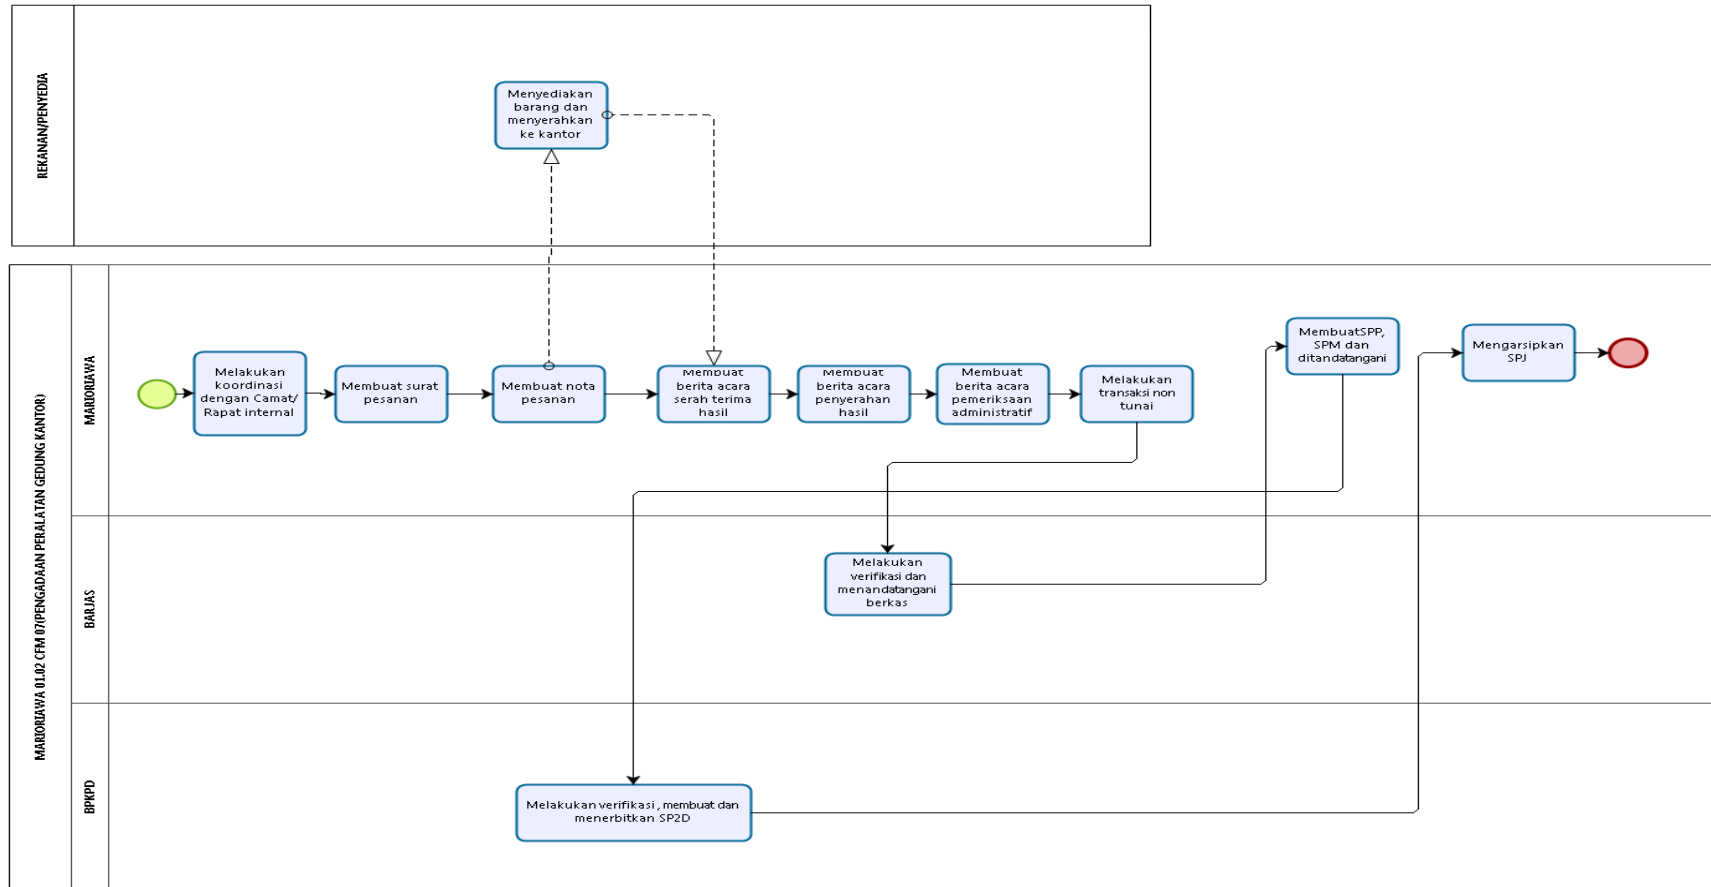 REKANAN/PENYEDIA
Menyediakan
barang dan
menyerahkan
ke kantor
MARIORIAWA 01.02 CFM 07(PENGADAAN PERALATAN GEDUNG KANTOR)
MARIORIAWA
Melakukan
koordinasi
dengan Camat/
Rapat internal
Membuat surat
pesanan
Membuat nota
pesanan
Membuat
berita acara
serah terima
hasil
Membuat
berita acara
penyerahan
hasil
Membuat
berita acara
pemeriksaan
administratif
Melakukan
transaksi non
tunai
MembuatSPP,
SPM dan
ditandatangani
Mengarsipkan
SPJ
BARJAS
Melakukan
verifikasi dan
menandatangani
berkas
BPKPD
Melakukan verifikasi , membuat dan
menerbitkan SP2D